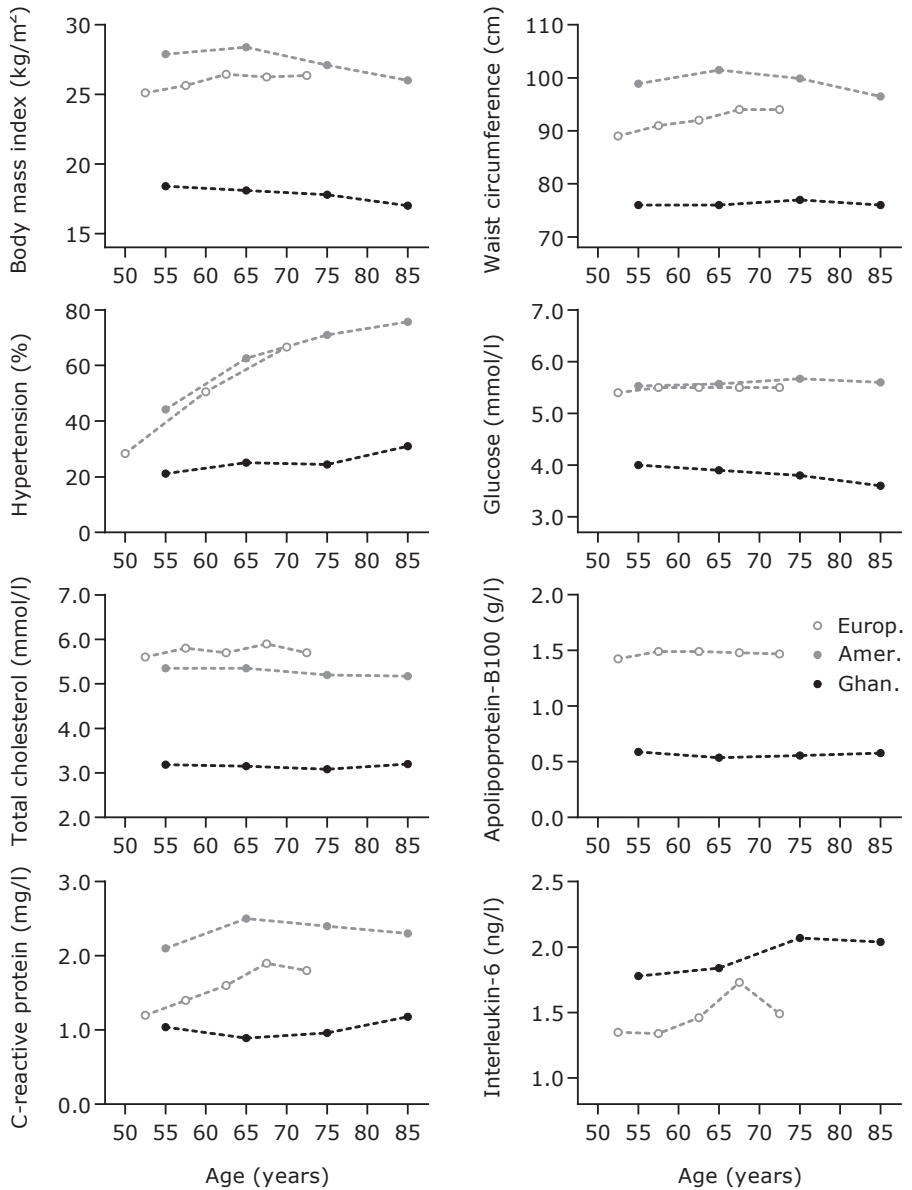 Body mass index (kg/m²)
30
25
20
15
50 55 60 65 70 75 80 85
Waist circumference (cm)
110
100
90
80
70
50 55 60 65 70 75 80 85
Hypertension (%)
80
60
40
20
0
50 55 60 65 70 75 80 85
Glucose (mmol/l)
7.0
6.0
5.0
4.0
3.0
50 55 60 65 70 75 80 85
Total cholesterol (mmol/l)
7.0
6.0
5.0
4.0
3.0
2.0
50 55 60 65 70 75 80 85
Apolipoprotein-B100 (g/l)
2.0
1.5
1.0
0.5
0.0
Europ.
Amer.
Ghan.
50 55 60 65 70 75 80 85
C-reactive protein (mg/l)
3.0
2.0
1.0
0.0
50 55 60 65 70 75 80 85
Age (years)
Interleukin-6 (ng/l)
2.5
2.0
1.5
1.0
50 55 60 65 70 75 80 85
Age (years)